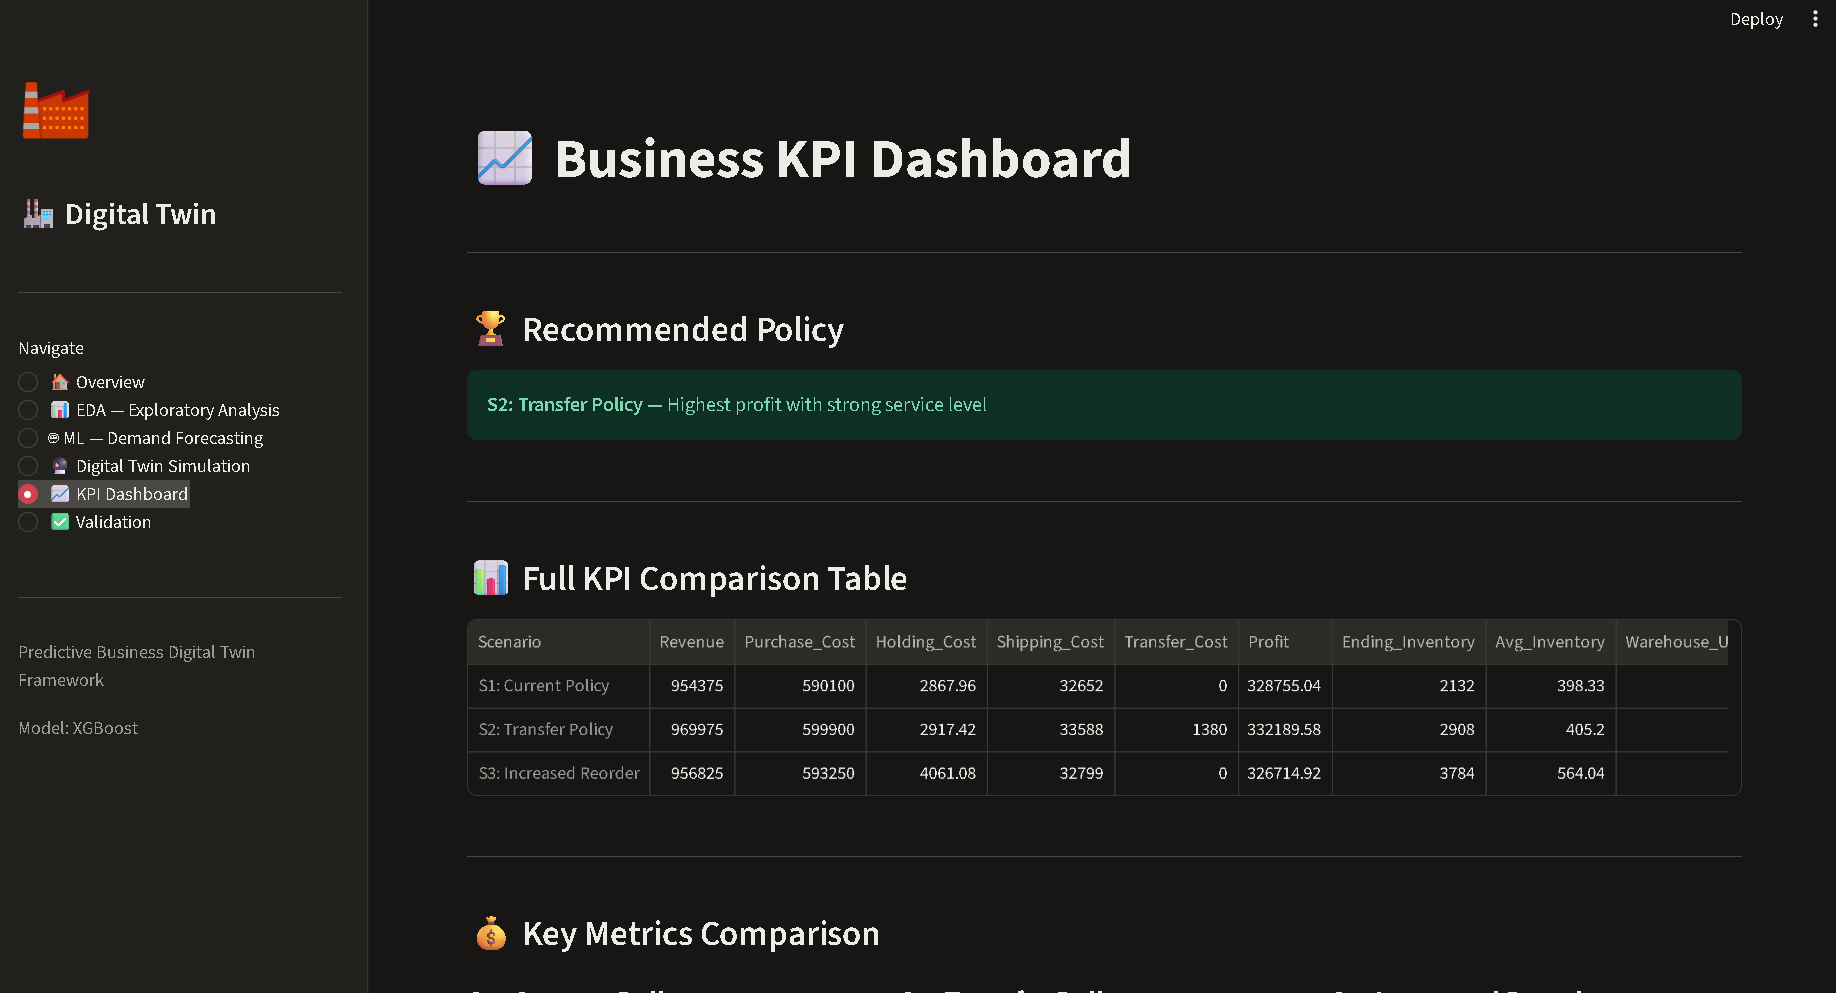 Deploy
Digital Twin
Navigate
Overview
EDA — Exploratory Analysis
ML — Demand Forecasting
Digital Twin Simulation
KPI Dashboard
Validation
Predictive Business Digital Twin
Framework
Model: XGBoost
Business KPI Dashboard
Recommended Policy
S2: Transfer Policy — Highest profit with strong service level
Full KPI Comparison Table
Scenario Revenue Purchase_Cost Holding_Cost Shipping_Cost Transfer_Cost Profit Ending_Inventory Avg_Inventory Warehouse_U
S1: Current Policy 954375 590100 2867.96 32652 0 328755.04 2132 398.33
S2: Transfer Policy 969975 599900 2917.42 33588 1380 332189.58 2908 405.2
S3: Increased Reorder 956825 593250 4061.08 32799 0 326714.92 3784 564.04
Key Metrics Comparison